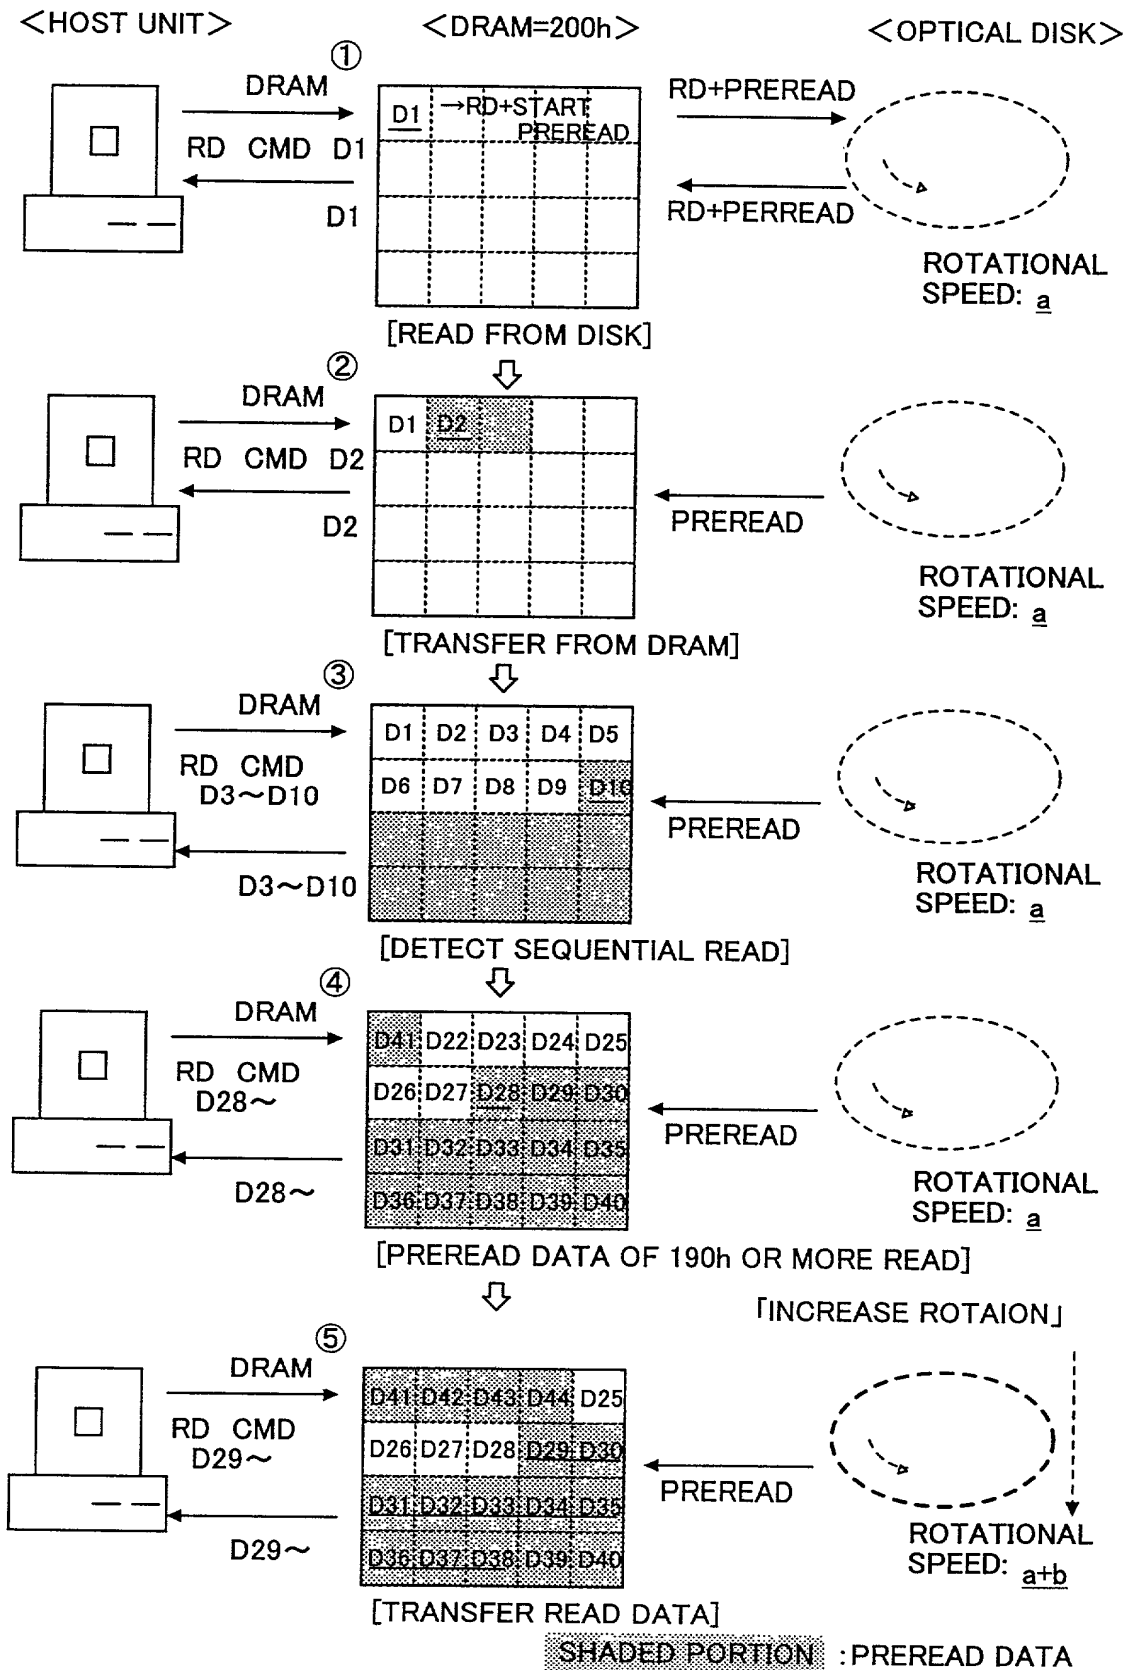 <HOST UNIT> <DRAM=200h> <OPTICAL DISK>
①
DRAM
RD CMD D1
D1
D1 →RD+START
PREREAD
RD+PREREAD
RD+PERREAD
ROTATIONAL
SPEED: a
[READ FROM DISK]
②
DRAM
RD CMD D2
D2
D1 D2
PREREAD
ROTATIONAL
SPEED: a
[TRANSFER FROM DRAM]
③
DRAM
RD CMD
D3~D10
D3~D10
D1 D2 D3 D4 D5
D6 D7 D8 D9 D10
PREREAD
ROTATIONAL
SPEED: a
[DETECT SEQUENTIAL READ]
④
DRAM
RD CMD
D28~
D28~
D41 D22 D23 D24 D25
D26 D27 D28 D29 D30
D31 D32 D33 D34 D35
D36 D37 D38 D39 D40
PREREAD
ROTATIONAL
SPEED: a
[PREREAD DATA OF 190h OR MORE READ]
「INCREASE ROTAION」
⑤
DRAM
RD CMD
D29~
D29~
D41 D42 D43 D44 D25
D26 D27 D28 D29 D30
D31 D32 D33 D34 D35
D36 D37 D38 D39 D40
PREREAD
ROTATIONAL
SPEED: a+b
[TRANSFER READ DATA]
SHADED PORTION :PREREAD DATA